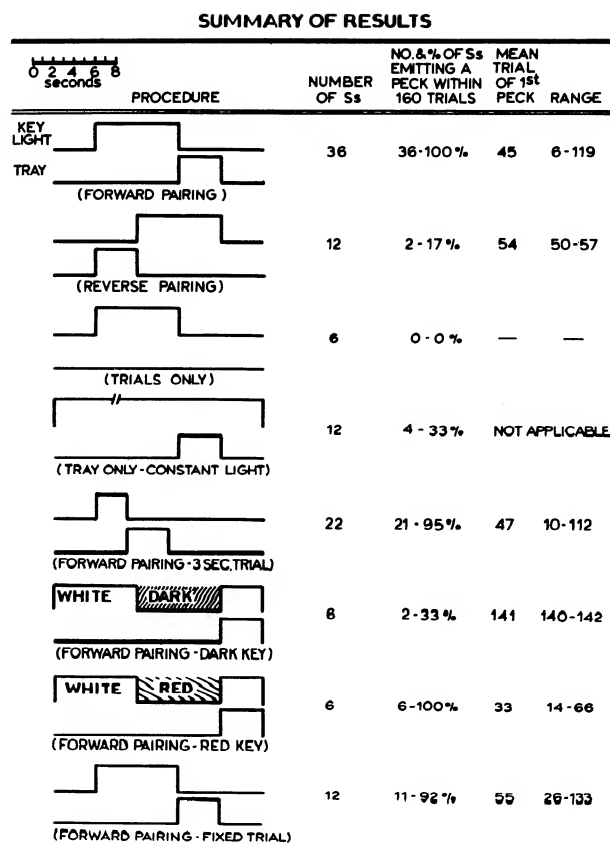 SUMMARY OF RESULTS
0 2 4 6 8
seconds
PROCEDURE
NUMBER OF Ss
NO. & % OF Ss EMITTING A PECK WITHIN 160 TRIALS
MEAN TRIAL OF 1st PECK
RANGE
KEY LIGHT
TRAY
(FORWARD PAIRING) 36 36-100% 45 6-119
(REVERSE PAIRING) 12 2-17% 54 50-57
(TRIALS ONLY) 6 0-0% — —
(TRAY ONLY-CONSTANT LIGHT) 12 4-33% NOT APPLICABLE
(FORWARD PAIRING-3 SEC. TRIAL) 22 21-95% 47 10-112
WHITE DARK
(FORWARD PAIRING-DARK KEY) 6 2-33% 141 140-142
WHITE RED
(FORWARD PAIRING-RED KEY) 6 6-100% 33 14-66
(FORWARD PAIRING-FIXED TRIAL) 12 11-92% 55 26-133